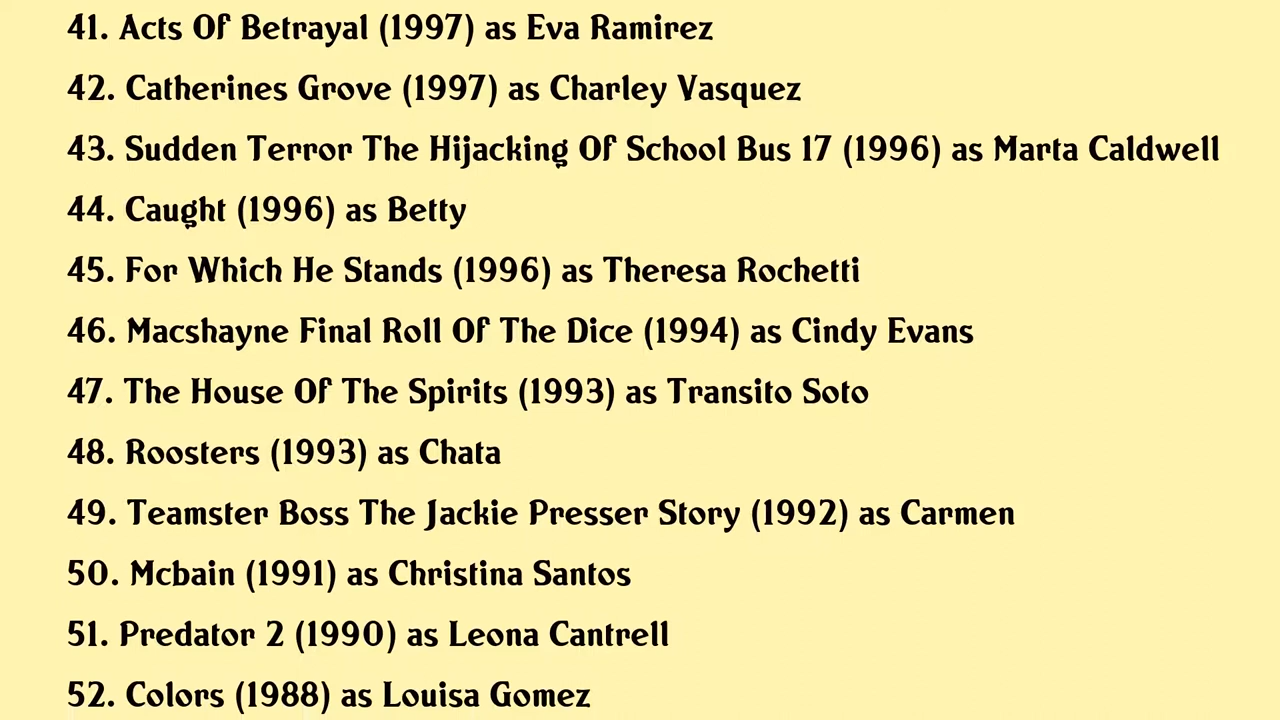 41. Acts Of Betrayal (1997) as Eva Ramirez
42. Catherines Grove (1997) as Charley Vasquez
43. Sudden Terror The Hijacking Of School Bus 17 (1996) as Marta Caldwell
44. Caught (1996) as Betty
45. For Which He Stands (1996) as Theresa Rochetti
46. Macshayne Final Roll Of The Dice (1994) as Cindy Evans
47. The House Of The Spirits (1993) as Transito Soto
48. Roosters (1993) as Chata
49. Teamster Boss The Jackie Presser Story (1992) as Carmen
50. Mcbain (1991) as Christina Santos
51. Predator 2 (1990) as Leona Cantrell
52. Colors (1988) as Louisa Gomez